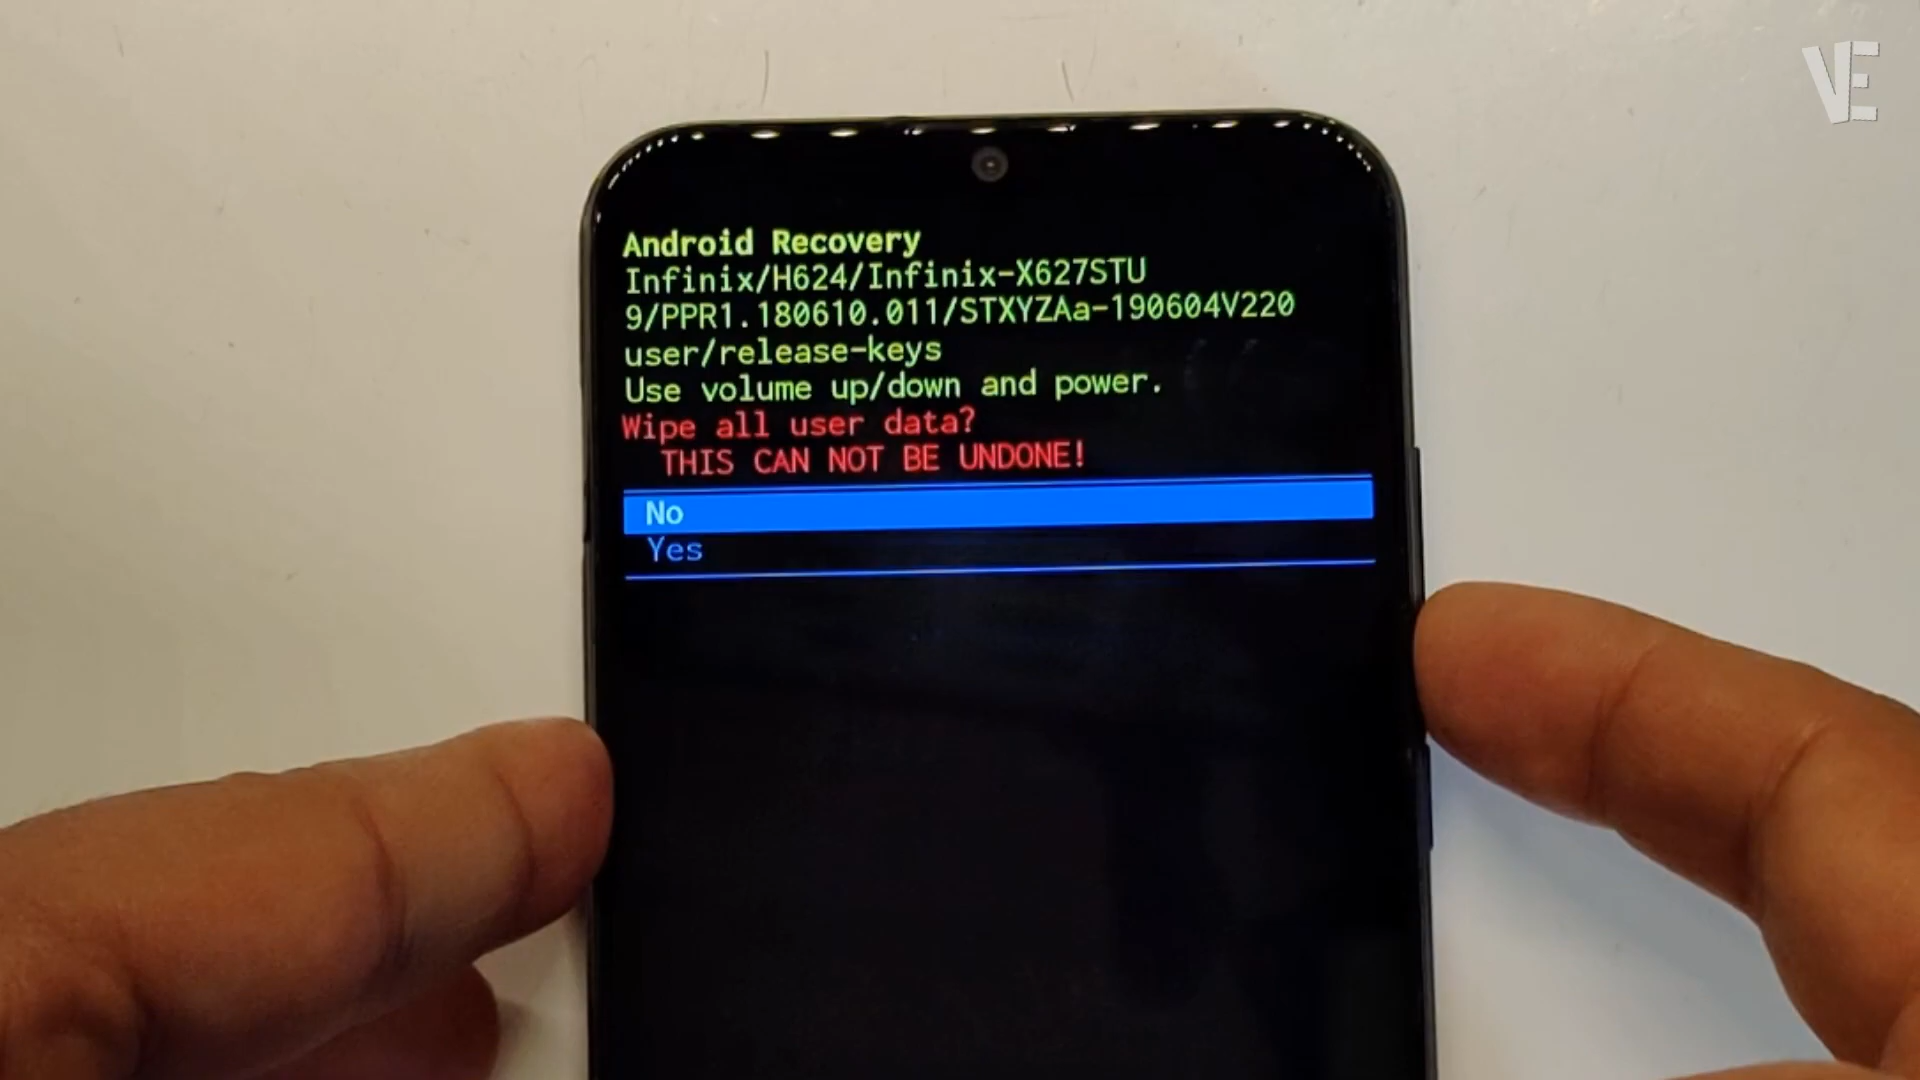 VE
Android Recovery
Infinix/H624/Infinix-X627STU
9/PPR1.180610.011/STXYZAa-190604V220
user/release-keys
Use volume up/down and power.
Wipe all user data?
THIS CAN NOT BE UNDONE!
No
Yes